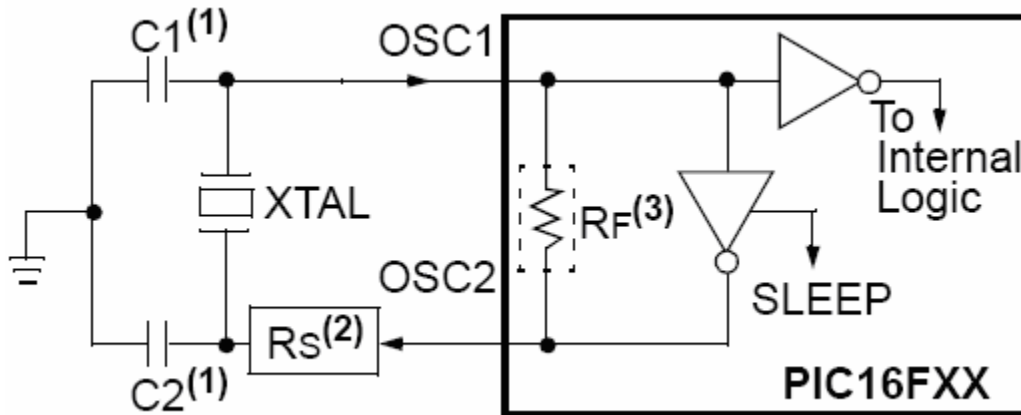 C1(1)
OSC1
To
Internal
Logic
XTAL
RF(3)
OSC2
SLEEP
RS(2)
C2(1)
PIC16FXX